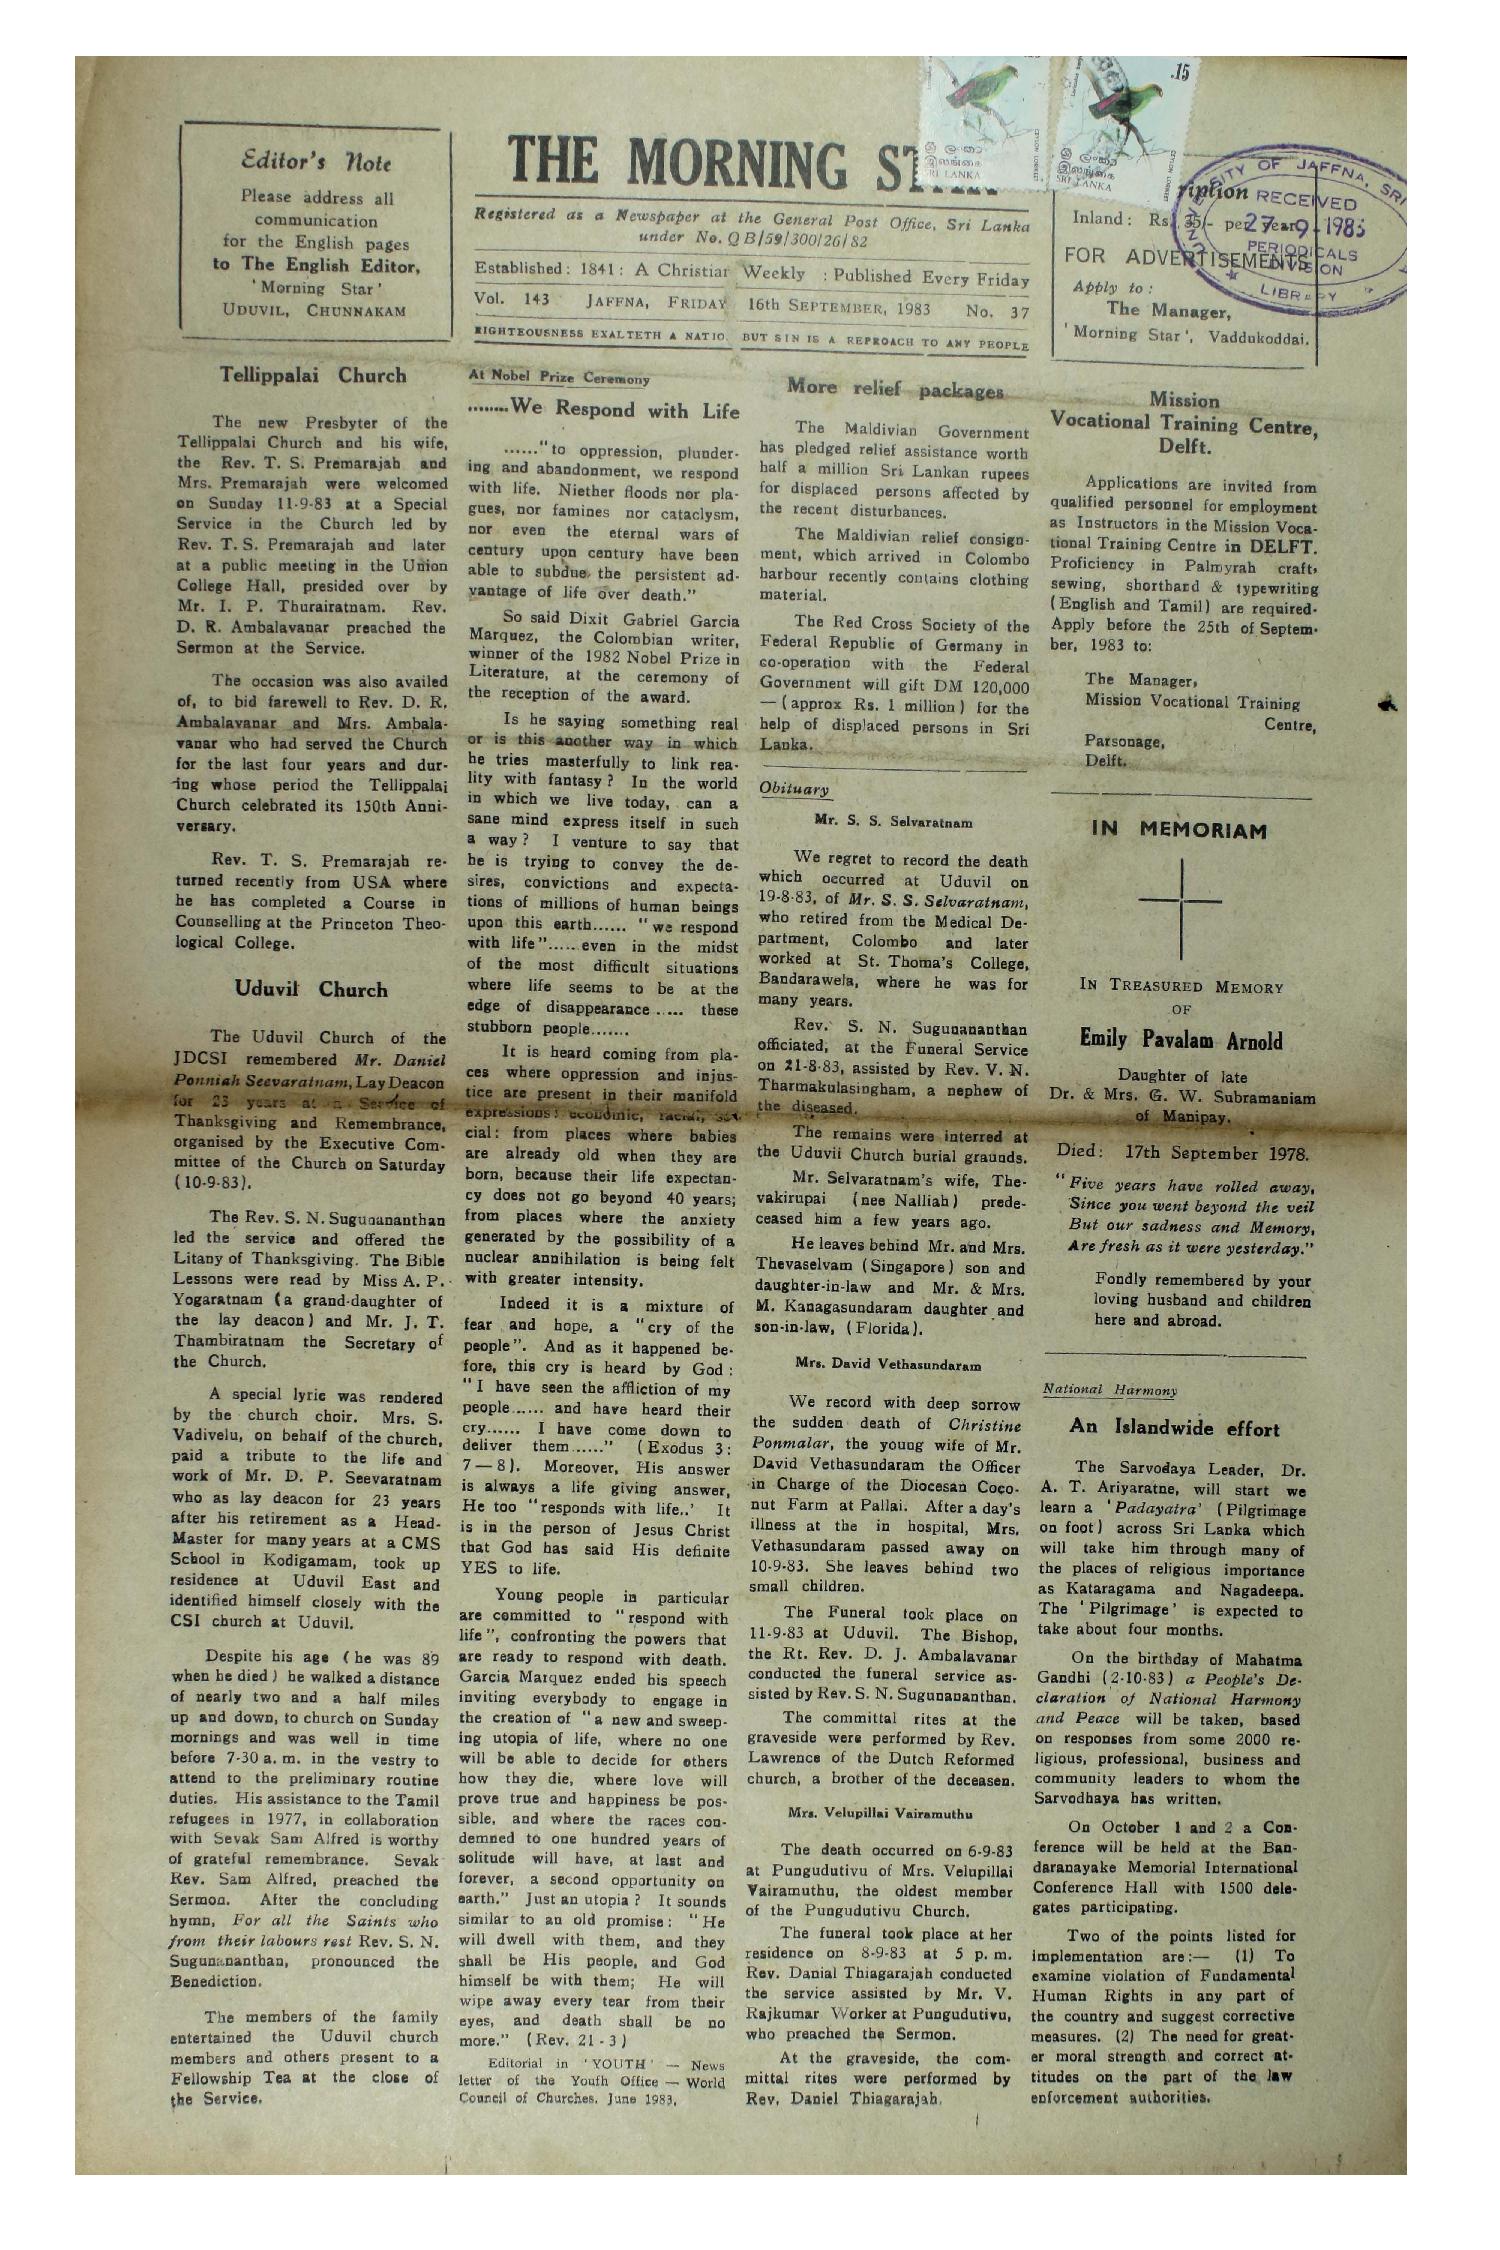 Editor's Note
Please address all
communication
for the English pages
to The English Editor,
'Morning Star'
UDUVIL, CHUNNAKAM
THE MORNING
Registered as a Newspaper at the General Post Office, Sri Lanka
under No. QB/59/300/26/82
Established: 1841: A Christian Weekly : Published Every Friday
Vol. 143 JAFFNA, FRIDAY 16th SEPTEMBER, 1983 No. 37
RIGHTEOUSNESS EXALTETH A NATIO. BUT SIN IS A REPROACH TO ANY PEOPLE
.15
ශ්‍රී ලංකා
இலங்கை
SRI LANKA
ශ්‍රී ලංකා
இலங்கை
SRI LANKA
ription
Inland: Rs. 35/- per year
FOR ADVERTISEMENTS
Apply to:
The Manager,
'Morning Star', Vaddukoddai.
OF JAFFNA, SRI
RECEIVED
27 9 1983
PERIODICALS
LIBRARY
Tellippalai Church
The new Presbyter of the
Tellippalai Church and his wife,
the Rev. T. S. Premarajah and
Mrs. Premarajah were welcomed
on Sunday 11-9-83 at a Special
Service in the Church led by
Rev. T. S. Premarajah and later
at a public meeting in the Union
College Hall, presided over by
Mr. I. P. Thurairatnam. Rev.
D. R. Ambalavanar preached the
Sermon at the Service.
The occasion was also availed
of, to bid farewell to Rev. D. R.
Ambalavanar and Mrs. Ambala-
vanar who had served the Church
for the last four years and dur-
ing whose period the Tellippalai
Church celebrated its 150th Anni-
versary.
Rev. T. S. Premarajah re-
turned recently from USA where
he has completed a Course in
Counselling at the Princeton Theo-
logical College.
Uduvil Church
The Uduvil Church of the
JDCSI remembered Mr. Daniel
Ponniah Seevaratnam, Lay Deacon
for 23 years at a Service of
Thanksgiving and Remembrance,
organised by the Executive Com-
mittee of the Church on Saturday
(10-9-83).
The Rev. S. N. Sugunananthan
led the service and offered the
Litany of Thanksgiving. The Bible
Lessons were read by Miss A. P.
Yogaratnam (a grand-daughter of
the lay deacon) and Mr. J. T.
Thambiratnam the Secretary of
the Church.
A special lyric was rendered
by the church choir. Mrs. S.
Vadivelu, on behalf of the church,
paid a tribute to the life and
work of Mr. D. P. Seevaratnam
who as lay deacon for 23 years
after his retirement as a Head-
Master for many years at a CMS
School in Kodigamam, took up
residence at Uduvil East and
identified himself closely with the
CSI church at Uduvil.
Despite his age (he was 89
when he died) he walked a distance
of nearly two and a half miles
up and down, to church on Sunday
mornings and was well in time
before 7-30 a. m. in the vestry to
attend to the preliminary routine
duties. His assistance to the Tamil
refugees in 1977, in collaboration
with Sevak Sam Alfred is worthy
of grateful remembrance. Sevak
Rev. Sam Alfred, preached the
Sermon. After the concluding
hymn, For all the Saints who
from their labours rest Rev. S. N.
Sugunananthan, pronounced the
Benediction.
The members of the family
entertained the Uduvil church
members and others present to a
Fellowship Tea at the close of
the Service.
At Nobel Prize Ceremony
........We Respond with Life
......"to oppression, plunder-
ing and abandonment, we respond
with life. Niether floods nor pla-
gues, nor famines nor cataclysm,
nor even the eternal wars of
century upon century have been
able to subdue the persistent ad-
vantage of life over death."
So said Dixit Gabriel Garcia
Marquez, the Colombian writer,
winner of the 1982 Nobel Prize in
Literature, at the ceremony of
the reception of the award.
Is he saying something real
or is this another way in which
he tries masterfully to link rea-
lity with fantasy? In the world
in which we live today, can a
sane mind express itself in such
a way? I venture to say that
he is trying to convey the de-
sires, convictions and expecta-
tions of millions of human beings
upon this earth...... "we respond
with life"..... even in the midst
of the most difficult situations
where life seems to be at the
edge of disappearance ..... these
stubborn people.......
It is heard coming from pla-
ces where oppression and injus-
tice are present in their manifold
expressions: economic, racial, so-
cial: from places where babies
are already old when they are
born, because their life expectan-
cy does not go beyond 40 years;
from places where the anxiety
generated by the possibility of a
nuclear annihilation is being felt
with greater intensity.
Indeed it is a mixture of
fear and hope, a "cry of the
people". And as it happened be-
fore, this cry is heard by God:
"I have seen the affliction of my
people...... and have heard their
cry...... I have come down to
deliver them......" (Exodus 3:
7—8). Moreover, His answer
is always a life giving answer,
He too "responds with life..' It
is in the person of Jesus Christ
that God has said His definite
YES to life.
Young people in particular
are committed to "respond with
life", confronting the powers that
are ready to respond with death.
Garcia Marquez ended his speech
inviting everybody to engage in
the creation of "a new and sweep-
ing utopia of life, where no one
will be able to decide for others
how they die, where love will
prove true and happiness be pos-
sible, and where the races con-
demned to one hundred years of
solitude will have, at last and
forever, a second opportunity on
earth." Just an utopia? It sounds
similar to an old promise: "He
will dwell with them, and they
shall be His people, and God
himself be with them; He will
wipe away every tear from their
eyes, and death shall be no
more." (Rev. 21 - 3)
Editorial in 'YOUTH' — News
letter of the Youfh Office — World
Council of Churches. June 1983.
More relief packages
The Maldivian Government
has pledged relief assistance worth
half a million Sri Lankan rupees
for displaced persons affected by
the recent disturbances.
The Maldivian relief consign-
ment, which arrived in Colombo
harbour recently contains clothing
material.
The Red Cross Society of the
Federal Republic of Germany in
co-operation with the Federal
Government will gift DM 120,000
—(approx Rs. 1 million) for the
help of displaced persons in Sri
Lanka.
Obituary
Mr. S. S. Selvaratnam
We regret to record the death
which occurred at Uduvil on
19-8-83, of Mr. S. S. Selvaratnam,
who retired from the Medical De-
partment, Colombo and later
worked at St. Thoma's College,
Bandarawela, where he was for
many years.
Rev. S. N. Sugunananthan
officiated, at the Funeral Service
on 21-8-83, assisted by Rev. V. N.
Tharmakulasingham, a nephew of
the diseased.
The remains were interred at
the Uduvil Church burial graunds.
Mr. Selvaratnam's wife, The-
vakirupai (nee Nalliah) prede-
ceased him a few years ago.
He leaves behind Mr. and Mrs.
Thevaselvam (Singapore) son and
daughter-in-law and Mr. & Mrs.
M. Kanagasundaram daughter and
son-in-law, (Florida).
Mrs. David Vethasundaram
We record with deep sorrow
the sudden death of Christine
Ponmalar, the young wife of Mr.
David Vethasundaram the Officer
in Charge of the Diocesan Coco-
nut Farm at Pallai. After a day's
illness at the in hospital, Mrs.
Vethasundaram passed away on
10-9-83. She leaves behind two
small children.
The Funeral took place on
11-9-83 at Uduvil. The Bishop,
the Rt. Rev. D. J. Ambalavanar
conducted the funeral service as-
sisted by Rev. S. N. Sugunananthan.
The committal rites at the
graveside were performed by Rev.
Lawrence of the Dutch Reformed
church, a brother of the deceasen.
Mrs. Velupillai Vairamuthu
The death occurred on 6-9-83
at Pungudutivu of Mrs. Velupillai
Vairamuthu, the oldest member
of the Pungudutivu Church.
The funeral took place at her
residence on 8-9-83 at 5 p. m.
Rev. Danial Thiagarajah conducted
the service assisted by Mr. V.
Rajkumar Worker at Pungudutivu,
who preached the Sermon.
At the graveside, the com-
mittal rites were performed by
Rev. Daniel Thiagarajah.
Mission
Vocational Training Centre,
Delft.
Applications are invited from
qualified personnel for employment
as Instructors in the Mission Voca-
tional Training Centre in DELFT.
Proficiency in Palmyrah craft,
sewing, shorthard & typewriting
(English and Tamil) are required.
Apply before the 25th of Septem-
ber, 1983 to:
The Manager,
Mission Vocational Training
Centre,
Parsonage,
Delft.
IN MEMORIAM
IN TREASURED MEMORY
OF
Emily Pavalam Arnold
Daughter of late
Dr. & Mrs. G. W. Subramaniam
of Manipay.
Died: 17th September 1978.
"Five years have rolled away,
Since you went beyond the veil
But our sadness and Memory,
Are fresh as it were yesterday."
Fondly remembered by your
loving husband and children
here and abroad.
National Harmony
An Islandwide effort
The Sarvodaya Leader, Dr.
A. T. Ariyaratne, will start we
learn a 'Padayatra' (Pilgrimage
on foot) across Sri Lanka which
will take him through many of
the places of religious importance
as Kataragama and Nagadeepa.
The 'Pilgrimage' is expected to
take about four months.
On the birthday of Mahatma
Gandhi (2-10-83) a People's De-
claration of National Harmony
and Peace will be taken, based
on responses from some 2000 re-
ligious, professional, business and
community leaders to whom the
Sarvodhaya has written.
On October 1 and 2 a Con-
ference will be held at the Ban-
daranayake Memorial International
Conference Hall with 1500 dele-
gates participating.
Two of the points listed for
implementation are:— (1) To
examine violation of Fundamental
Human Rights in any part of
the country and suggest corrective
measures. (2) The need for great-
er moral strength and correct at-
titudes on the part of the law
enforcement authorities.